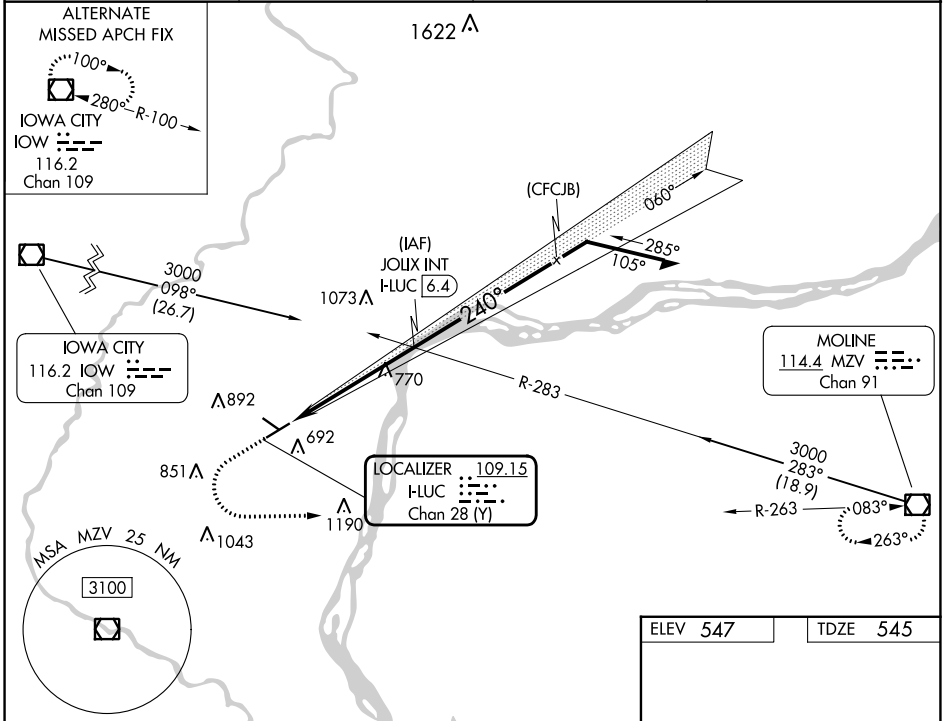 ALTERNATE
MISSED APCH FIX
100°
280°
R-100
IOWA CITY
IOW
116.2
Chan 109
1622
(CFCJB)
060°
285°
105°
(IAF)
JOLIX INT
I-LUC 6.4
240°
3000
098°
(26.7)
1073
IOWA CITY
116.2 IOW
Chan 109
MOLINE
114.4 MZV
Chan 91
770
R-283
892
692
851
LOCALIZER 109.15
I-LUC
Chan 28 (Y)
3000
283°
(18.9)
R-263
083°
263°
1190
1043
MSA MZV 25 NM
3100
ELEV 547
TDZE 545